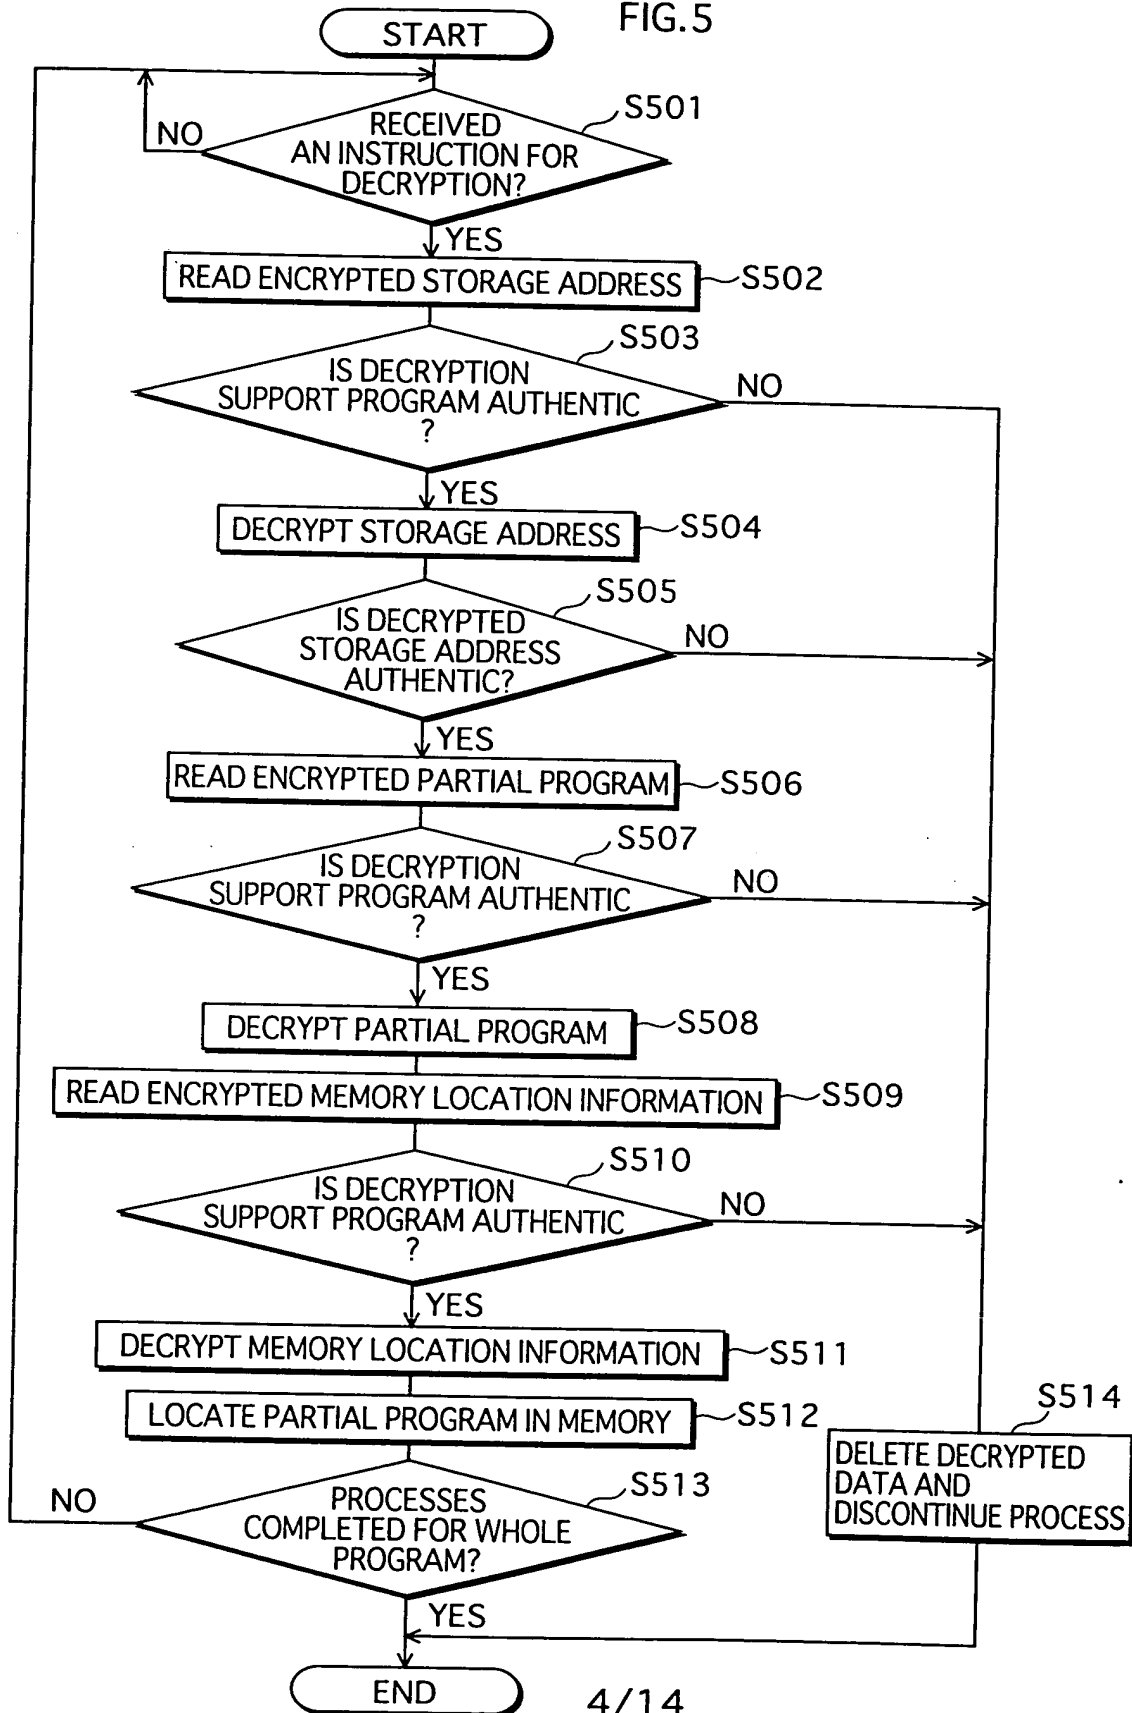 FIG.5
START
S501
RECEIVED
AN INSTRUCTION FOR
DECRYPTION?
NO
YES
READ ENCRYPTED STORAGE ADDRESS
S502
S503
IS DECRYPTION
SUPPORT PROGRAM AUTHENTIC
?
NO
YES
DECRYPT STORAGE ADDRESS
S504
S505
IS DECRYPTED
STORAGE ADDRESS
AUTHENTIC?
NO
YES
READ ENCRYPTED PARTIAL PROGRAM
S506
S507
IS DECRYPTION
SUPPORT PROGRAM AUTHENTIC
?
NO
YES
DECRYPT PARTIAL PROGRAM
S508
READ ENCRYPTED MEMORY LOCATION INFORMATION
S509
S510
IS DECRYPTION
SUPPORT PROGRAM AUTHENTIC
?
NO
YES
DECRYPT MEMORY LOCATION INFORMATION
S511
LOCATE PARTIAL PROGRAM IN MEMORY
S512
S514
DELETE DECRYPTED
DATA AND
DISCONTINUE PROCESS
S513
PROCESSES
COMPLETED FOR WHOLE
PROGRAM?
NO
YES
END
4/14